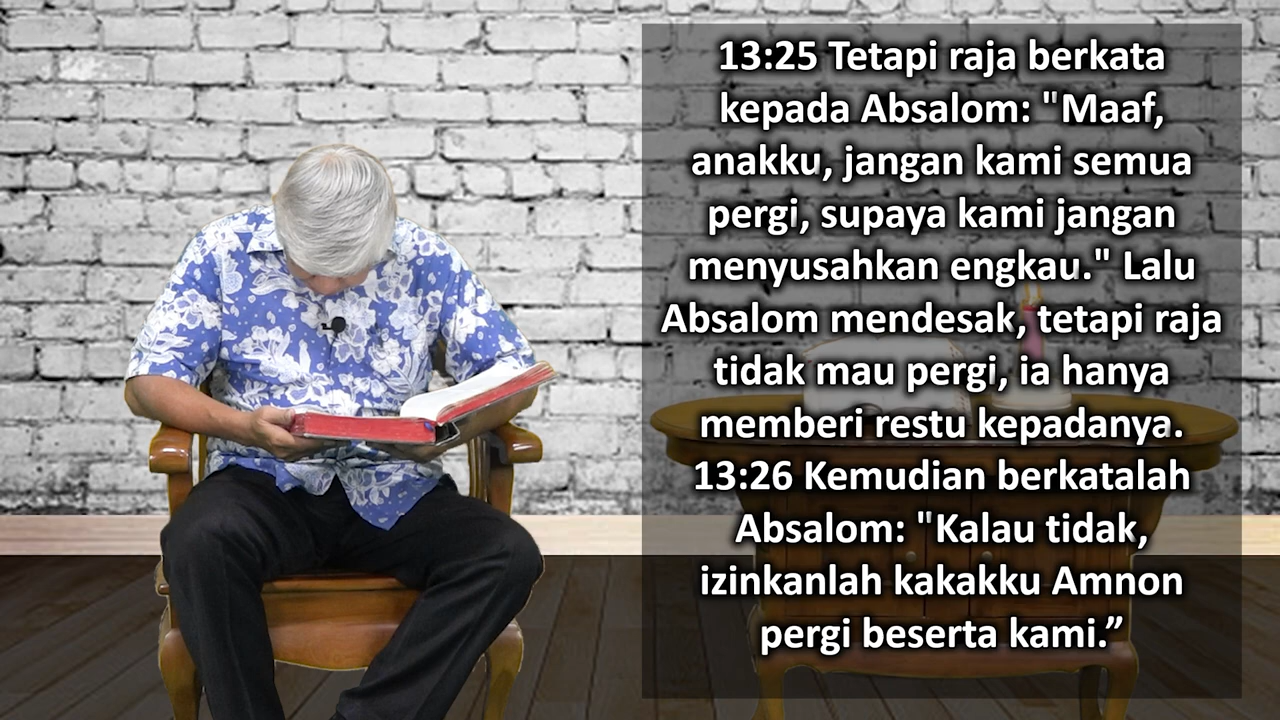 13:25 Tetapi raja berkata
kepada Absalom: "Maaf,
anakku, jangan kami semua
pergi, supaya kami jangan
menyusahkan engkau." Lalu
Absalom mendesak, tetapi raja
tidak mau pergi, ia hanya
memberi restu kepadanya.
13:26 Kemudian berkatalah
Absalom: "Kalau tidak,
izinkanlah kakakku Amnon
pergi beserta kami.”